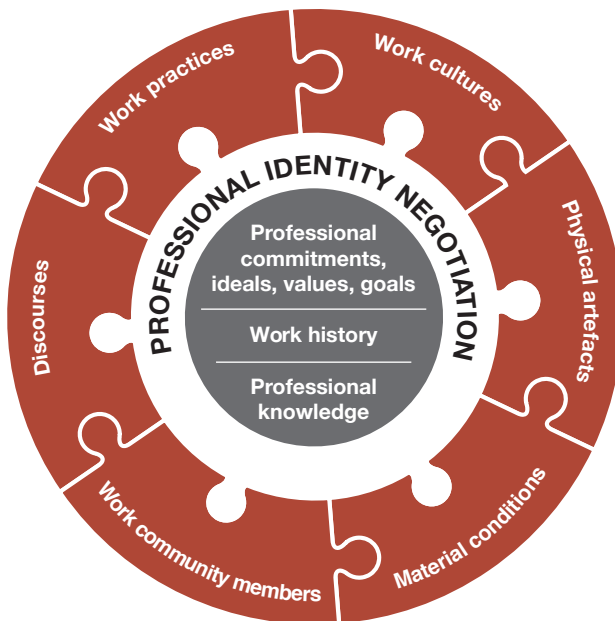 Work practices
Work cultures
Physical artefacts
Material conditions
Work community members
Discourses
PROFESSIONAL IDENTITY NEGOTIATION
Professional
commitments,
ideals, values, goals
Work history
Professional
knowledge